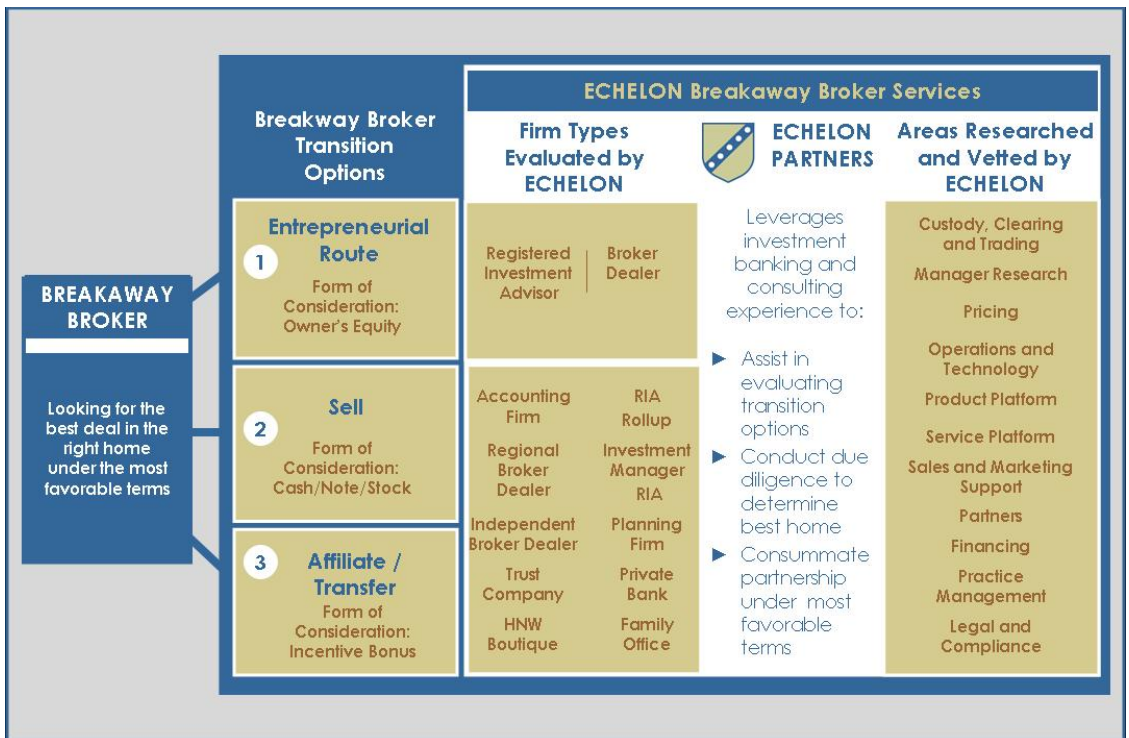 BREAKAWAY
BROKER
Looking for the
best deal in the
right home
under the most
favorable terms
Breakway Broker
Transition
Options
1
Entrepreneurial
Route
Form of
Consideration:
Owner's Equity
2
Sell
Form of
Consideration:
Cash/Note/Stock
3
Affiliate /
Transfer
Form of
Consideration:
Incentive Bonus
ECHELON Breakaway Broker Services
Firm Types
Evaluated by
ECHELON
Registered
Investment
Advisor
Broker
Dealer
Accounting
Firm
Regional
Broker
Dealer
Independent
Broker Dealer
Trust
Company
HNW
Boutique
RIA
Rollup
Investment
Manager
RIA
Planning
Firm
Private
Bank
Family
Office
ECHELON
PARTNERS
Leverages
investment
banking and
consulting
experience to:
► Assist in
evaluating
transition
options
► Conduct due
diligence to
determine
best home
► Consummate
partnership
under most
favorable
terms
Areas Researched
and Vetted by
ECHELON
Custody, Clearing
and Trading
Manager Research
Pricing
Operations and
Technology
Product Platform
Service Platform
Sales and Marketing
Support
Partners
Financing
Practice
Management
Legal and
Compliance